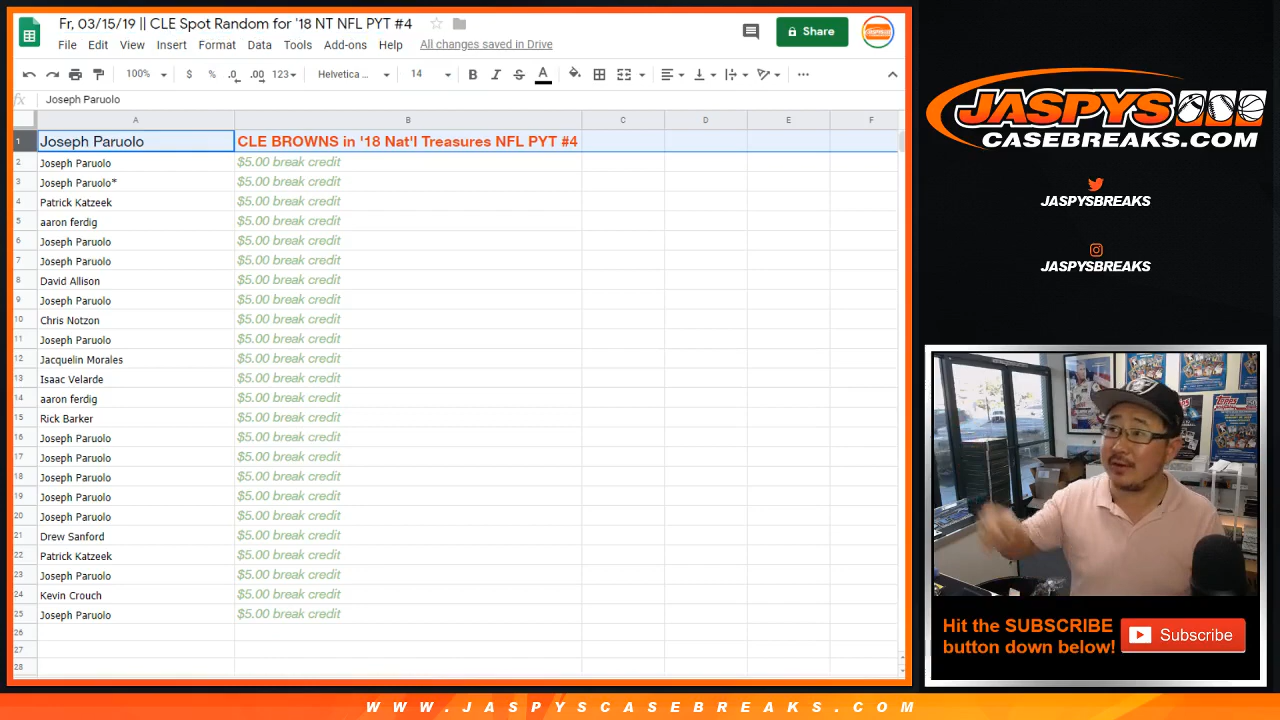 Fr, 03/15/19 || CLE Spot Random for '18 NT NFL PYT #4
File Edit View Insert Format Data Tools Add-ons Help All changes saved in Drive
Share
100% $ % .0 .00 123 Helvetica ... 14 B I S A
fx Joseph Paruolo
A B C D E F
1 Joseph Paruolo CLE BROWNS in '18 Nat'l Treasures NFL PYT #4
2 Joseph Paruolo $5.00 break credit
3 Joseph Paruolo* $5.00 break credit
4 Patrick Katzeek $5.00 break credit
5 aaron ferdig $5.00 break credit
6 Joseph Paruolo $5.00 break credit
7 Joseph Paruolo $5.00 break credit
8 David Allison $5.00 break credit
9 Joseph Paruolo $5.00 break credit
10 Chris Notzon $5.00 break credit
11 Joseph Paruolo $5.00 break credit
12 Jacquelin Morales $5.00 break credit
13 Isaac Velarde $5.00 break credit
14 aaron ferdig $5.00 break credit
15 Rick Barker $5.00 break credit
16 Joseph Paruolo $5.00 break credit
17 Joseph Paruolo $5.00 break credit
18 Joseph Paruolo $5.00 break credit
19 Joseph Paruolo $5.00 break credit
20 Joseph Paruolo $5.00 break credit
21 Drew Sanford $5.00 break credit
22 Patrick Katzeek $5.00 break credit
23 Joseph Paruolo $5.00 break credit
24 Kevin Crouch $5.00 break credit
25 Joseph Paruolo $5.00 break credit
26
27
28
JASPYS
CASEBREAKS.COM
JASPYSBREAKS
JASPYSBREAKS
Topps
Hit the SUBSCRIBE
button down below!
Subscribe
WWW.JASPYSCASEBREAKS.COM